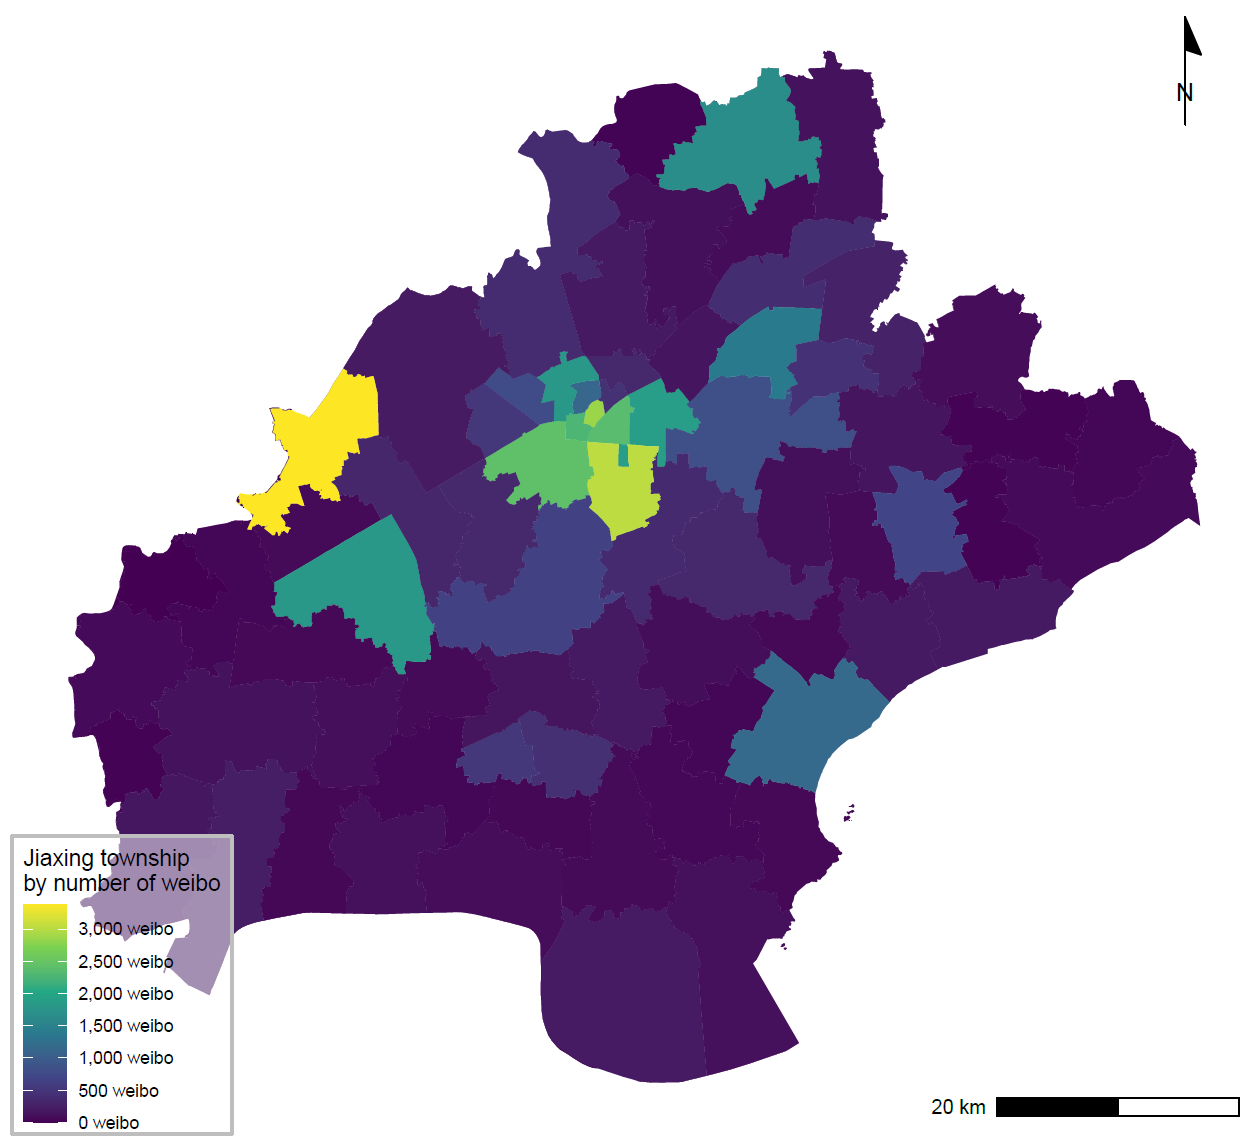 N
Jiaxing township
by number of weibo
3,000 weibo
2,500 weibo
2,000 weibo
1,500 weibo
1,000 weibo
500 weibo
0 weibo
20 km